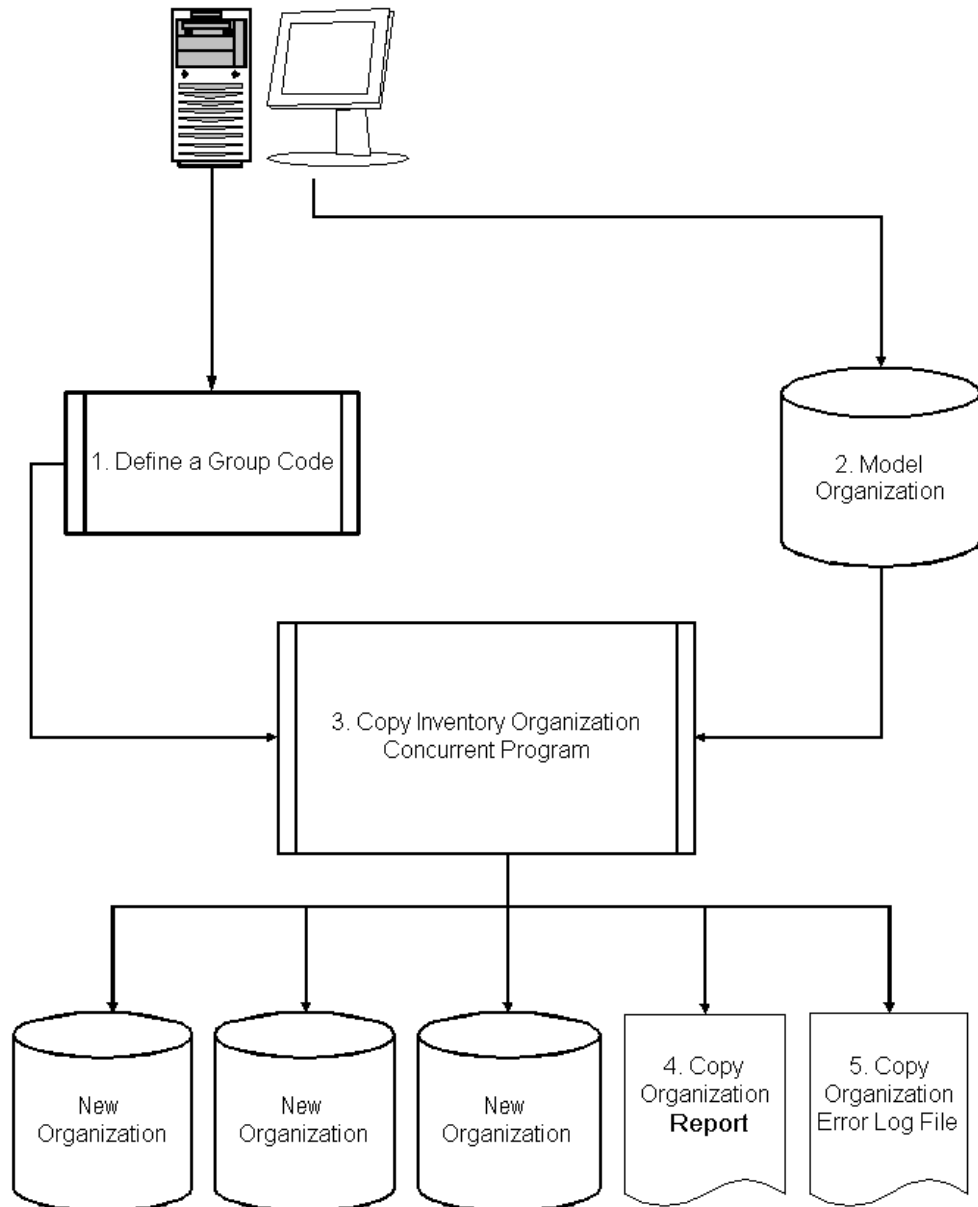 1. Define a Group Code
2. Model
Organization
3. Copy Inventory Organization
Concurrent Program
New
Organization
New
Organization
New
Organization
4. Copy
Organization
Report
5. Copy
Organization
Error Log File